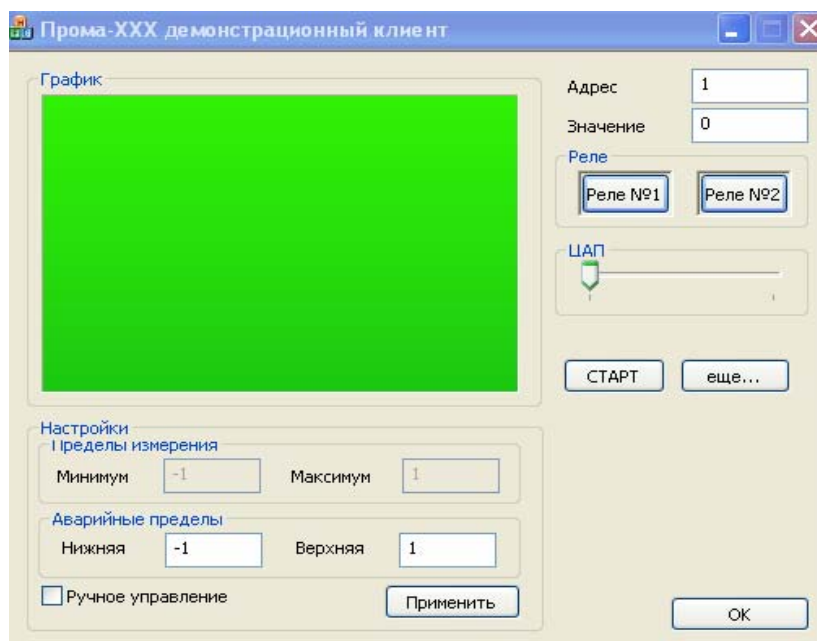 Прома-XXX демонстрационный клиент
График
Адрес 1
Значение 0
Реле
Реле №1 Реле №2
ЦАП
СТАРТ еще...
Настройки
Пределы измерения
Минимум -1 Максимум 1
Аварийные пределы
Нижняя -1 Верхняя 1
Ручное управление Применить
OK